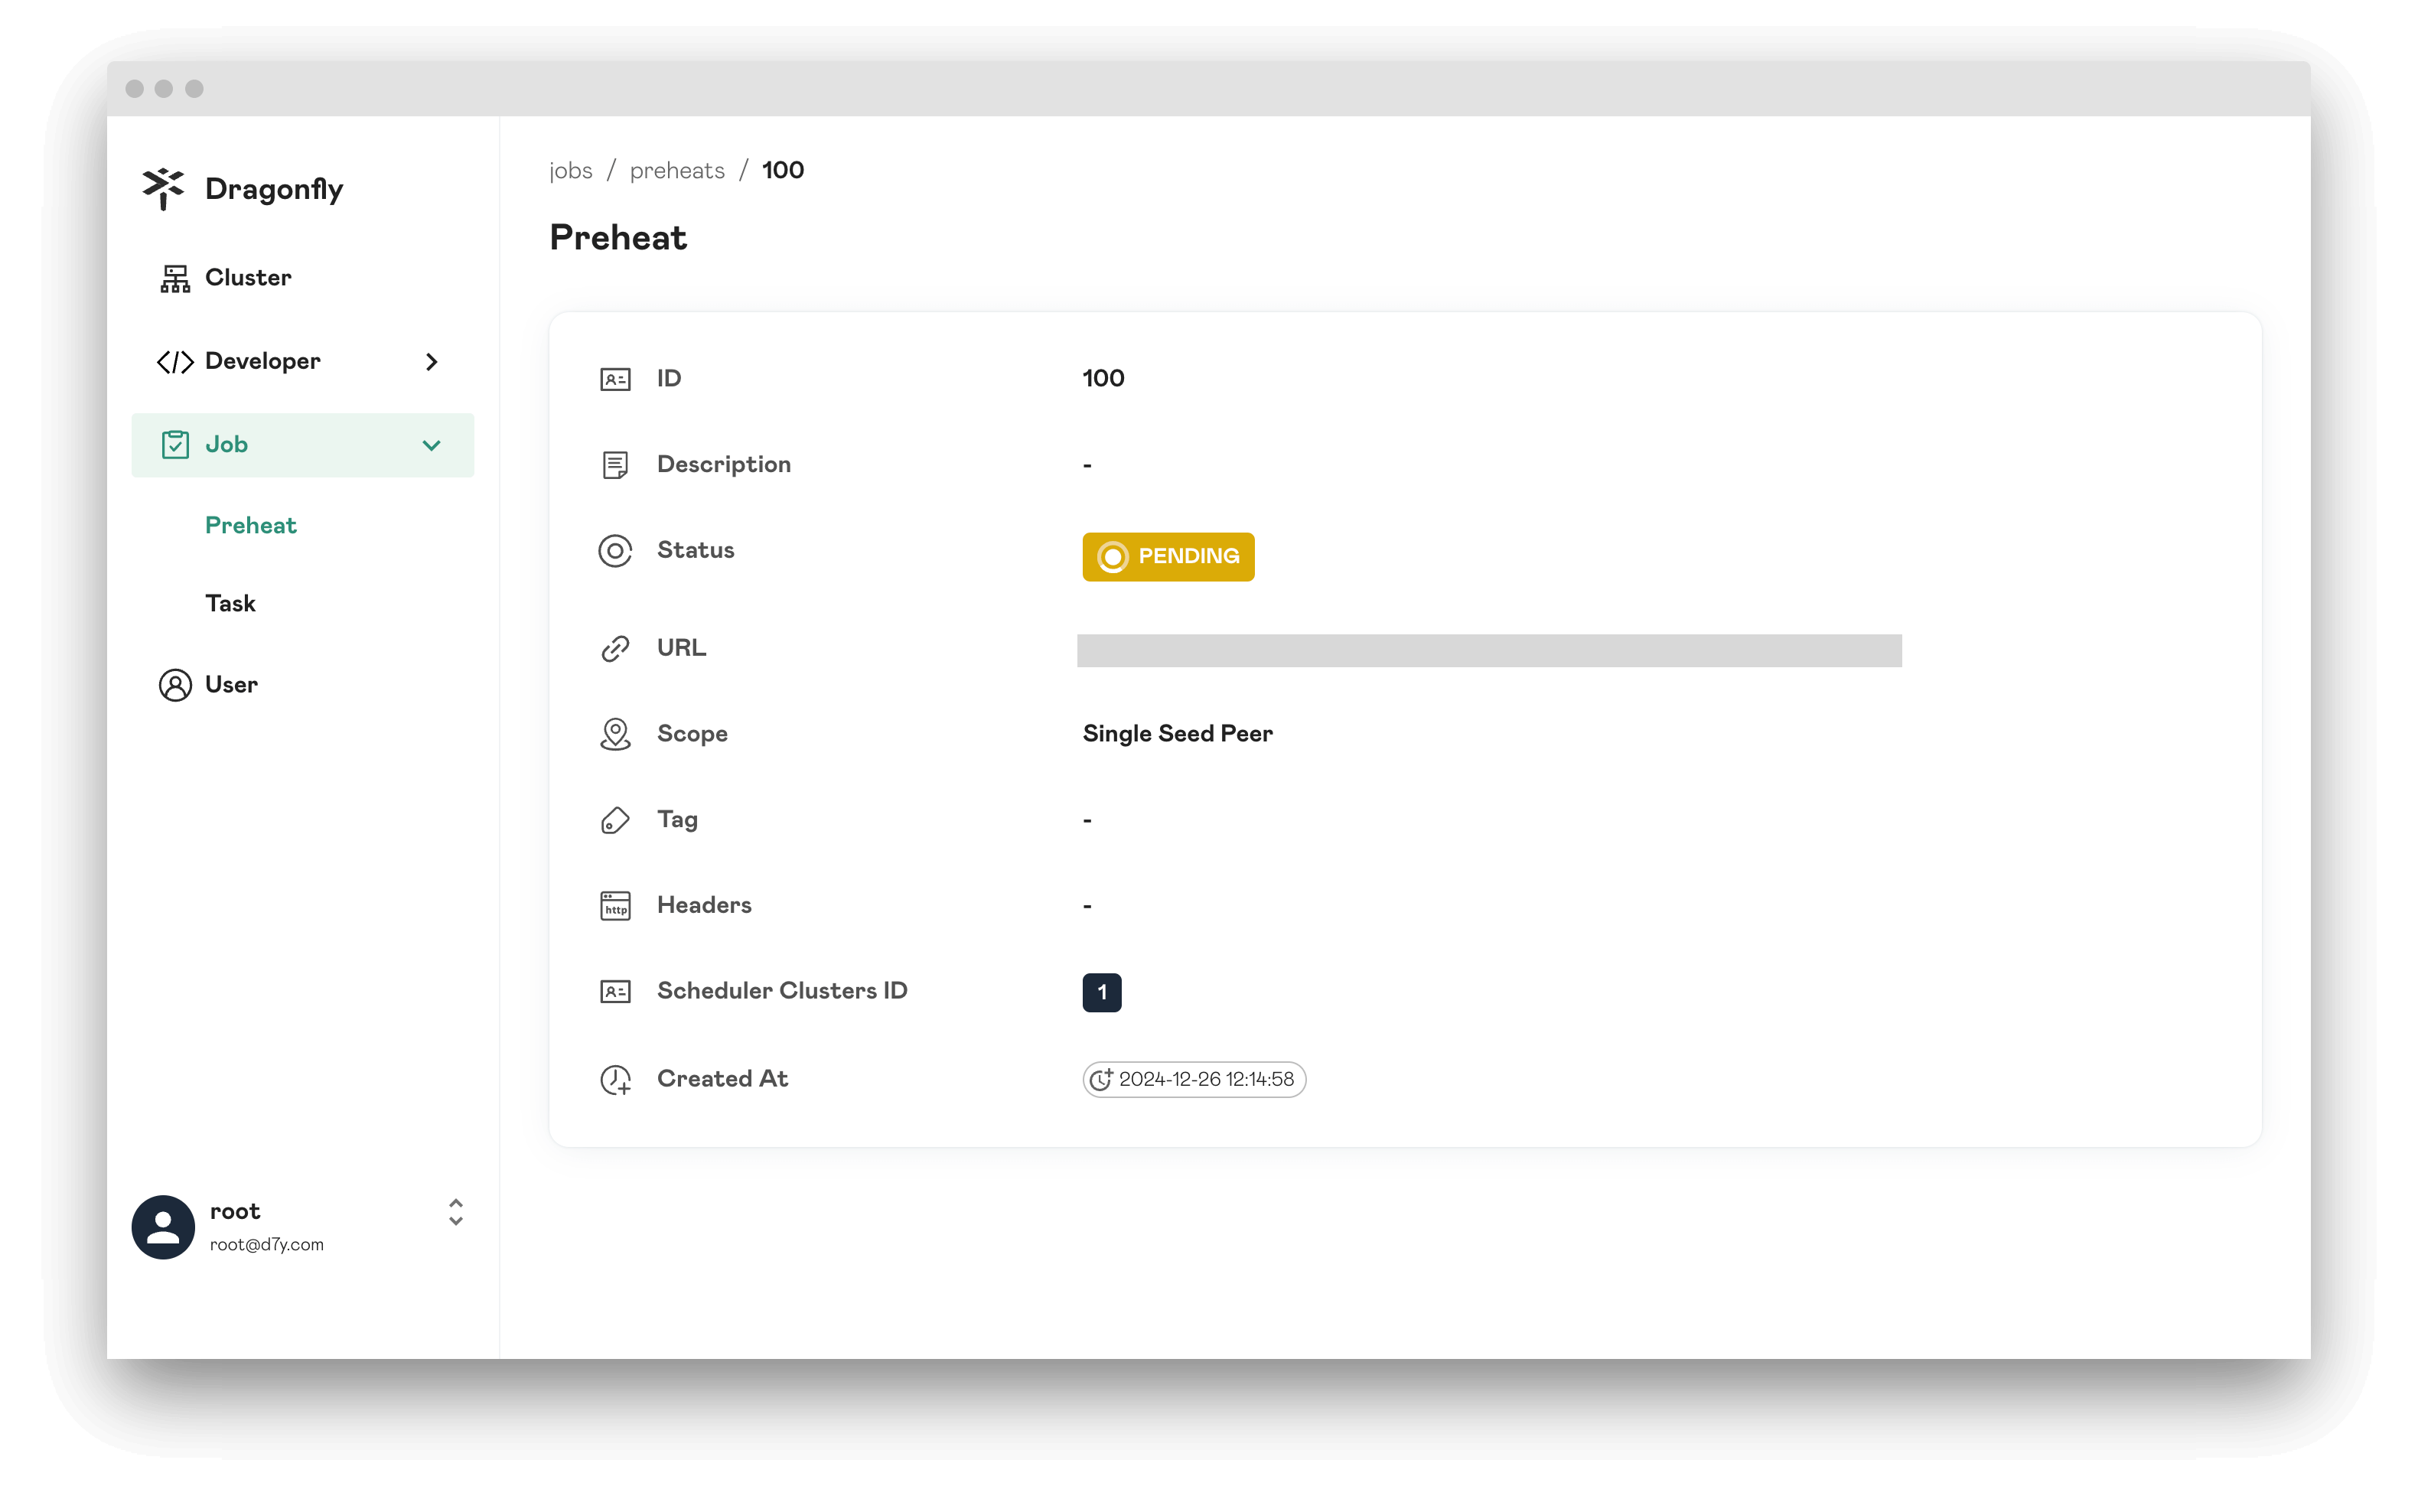 Dragonfly
Cluster
Developer
Job
Preheat
Task
User
root
root@d7y.com
jobs / preheats / 100
Preheat
ID 100
Description -
Status PENDING
URL
Scope Single Seed Peer
Tag -
http Headers -
Scheduler Clusters ID 1
Created At 2024-12-26 12:14:58